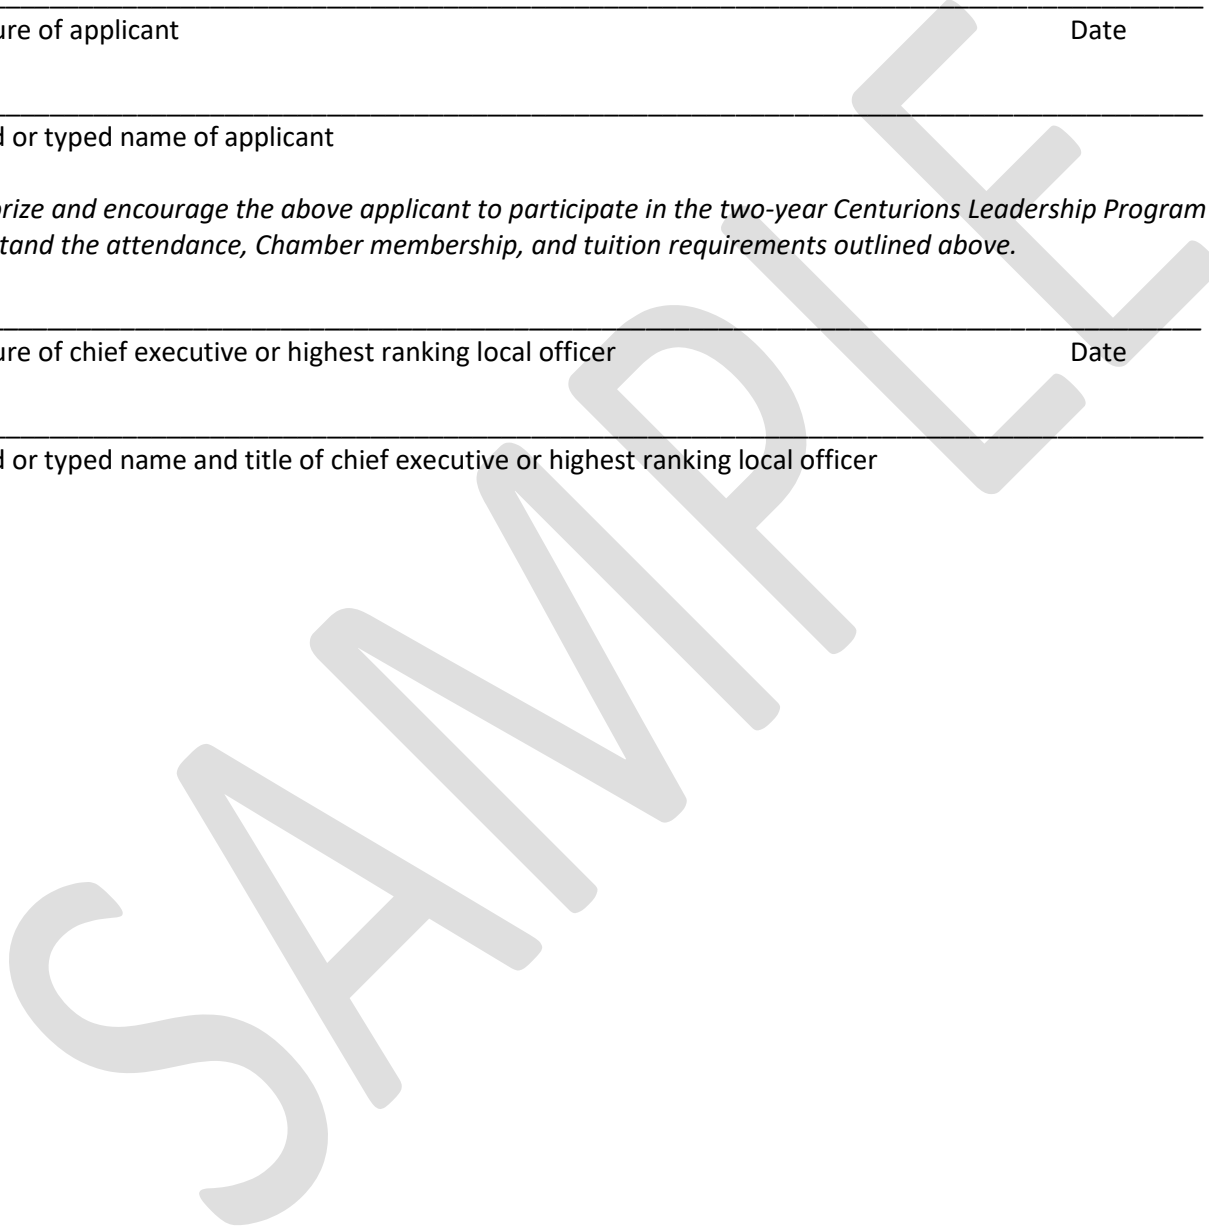 ure of applicant Date
d or typed name of applicant
rize and encourage the above applicant to participate in the two-year Centurions Leadership Program
tand the attendance, Chamber membership, and tuition requirements outlined above.
ure of chief executive or highest ranking local officer Date
d or typed name and title of chief executive or highest ranking local officer
SAMPLE